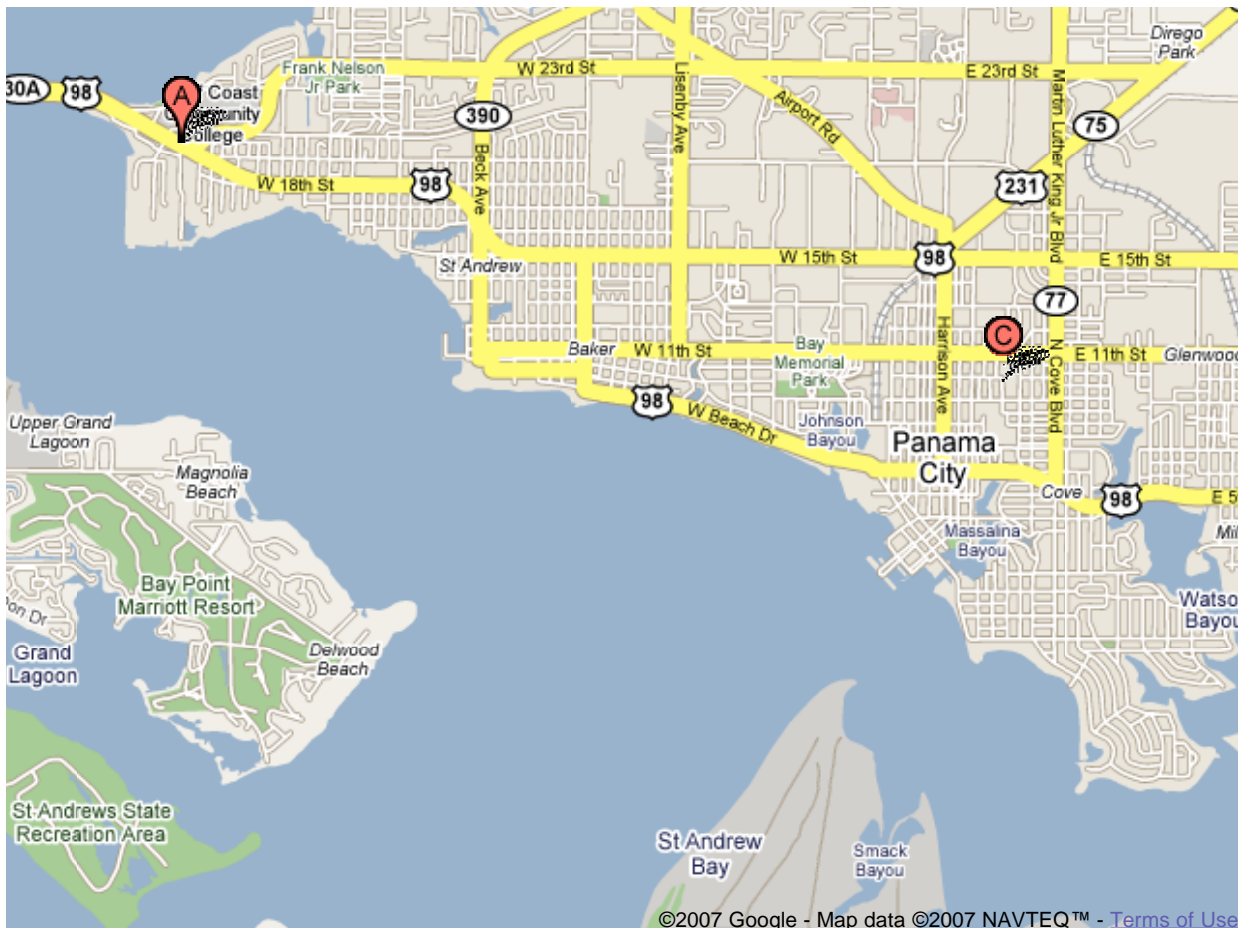 Dirego
Park
30A
98
A
Coast
Community
College
Frank Nelson
Jr Park
W 23rd St
E 23rd St
390
Lisenby Ave
Airport Rd
Martin Luther King Jr Blvd
75
Beck Ave
W 18th St
98
231
St Andrew
W 15th St
98
E 15th St
77
C
Baker
W 11th St
Bay
Memorial
Park
Harrison Ave
N Cove Blvd
E 11th St
Glenwood
98
W Beach Dr
Johnson
Bayou
Panama
City
Upper Grand
Lagoon
Magnolia
Beach
Cove
98
E 5
Massalina
Bayou
Mil
Bay Point
Marriott Resort
on Dr
Grand
Lagoon
Delwood
Beach
Watso
Bayou
St Andrews State
Recreation Area
St Andrew
Bay
Smack
Bayou
©2007 Google - Map data ©2007 NAVTEQ™ - Terms of Use